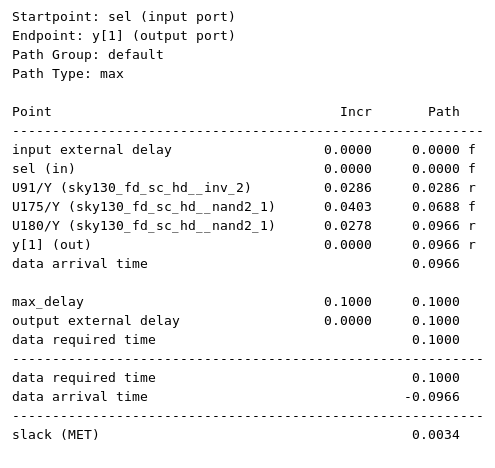 Startpoint: sel (input port)
Endpoint: y[1] (output port)
Path Group: default
Path Type: max

Point                                    Incr       Path
-----------------------------------------------------------
input external delay                   0.0000     0.0000 f
sel (in)                               0.0000     0.0000 f
U91/Y (sky130_fd_sc_hd__inv_2)         0.0286     0.0286 r
U175/Y (sky130_fd_sc_hd__nand2_1)      0.0403     0.0688 f
U180/Y (sky130_fd_sc_hd__nand2_1)      0.0278     0.0966 r
y[1] (out)                             0.0000     0.0966 r
data arrival time                                 0.0966

max_delay                              0.1000     0.1000
output external delay                  0.0000     0.1000
data required time                                0.1000
-----------------------------------------------------------
data required time                                0.1000
data arrival time                                -0.0966
-----------------------------------------------------------
slack (MET)                                       0.0034